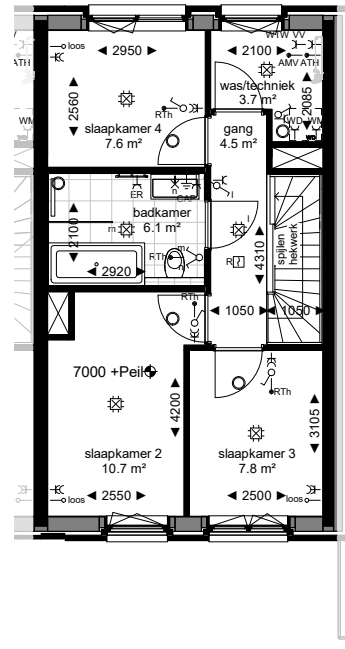 WTW VV
loos
2950
2100
AMV ATH
ATH
was/techniek
3.7 m²
2560
2085
RTh
WM
WD
WM
slaapkamer 4
7.6 m²
gang
4.5 m²
ER
CAP
badkamer
6.1 m²
2100
rn
RTh
2920
R
4310
spijlen
hekwerk
1050
1050
RTh
7000 +Peil
RTh
4200
3105
slaapkamer 2
10.7 m²
slaapkamer 3
7.8 m²
2550
2500
loos
loos